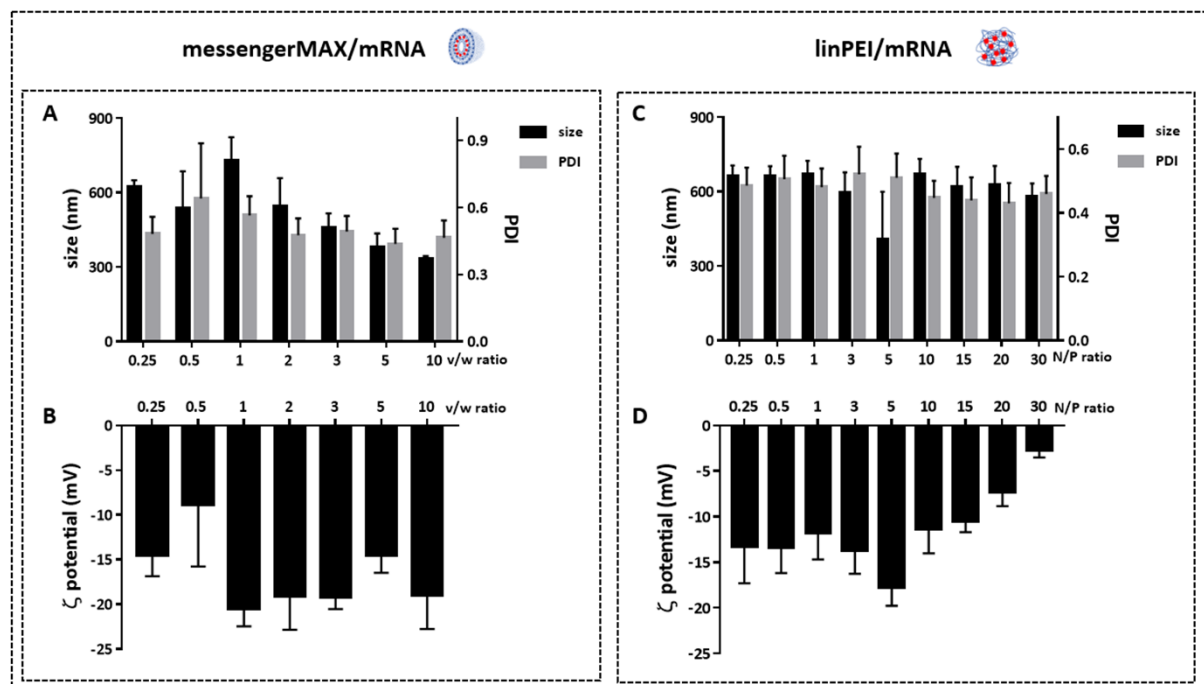 messengerMAX/mRNA
linPEI/mRNA
A
900
600
300
0
size (nm)
0.9
0.6
0.3
0.0
PDI
size
PDI
0.25 0.5 1 2 3 5 10 v/w ratio
B
0.25 0.5 1 2 3 5 10 v/w ratio
0
-5
-10
-15
-20
-25
ζ potential (mV)
C
900
600
300
0
size (nm)
0.6
0.4
0.2
0.0
PDI
size
PDI
0.25 0.5 1 3 5 10 15 20 30 N/P ratio
D
0.25 0.5 1 3 5 10 15 20 30 N/P ratio
0
-5
-10
-15
-20
-25
ζ potential (mV)